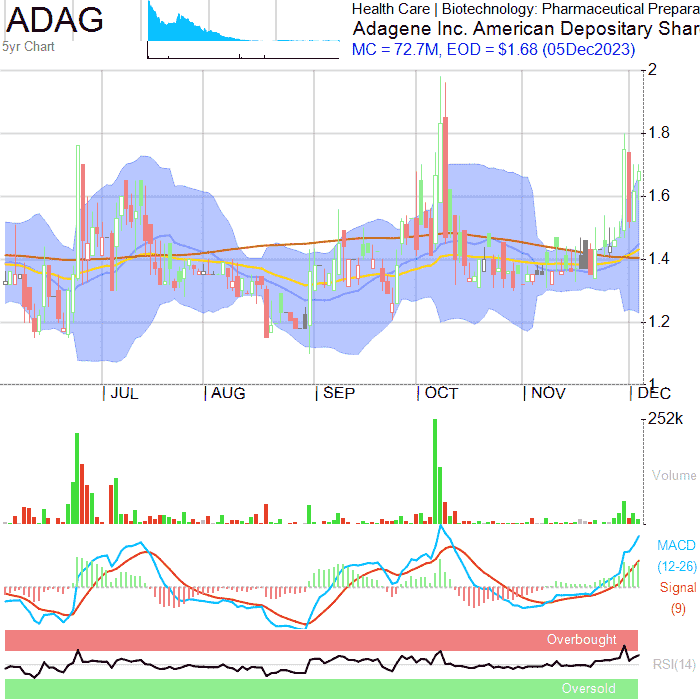 ADAG
5yr Chart
Health Care | Biotechnology: Pharmaceutical Prepara
Adagene Inc. American Depositary Shar
MC = 72.7M, EOD = $1.68 (05Dec2023)
2
1.8
1.6
1.4
1.2
1
JUL AUG SEP OCT NOV DEC
252k
Volume
MACD
(12-26)
Signal
(9)
Overbought
RSI(14)
Oversold